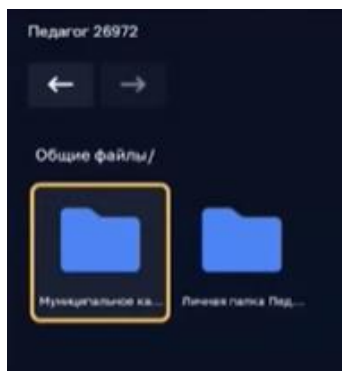 Педагог 26972
Общие файлы/
Муниципальное ка...
Личная папка Пед...